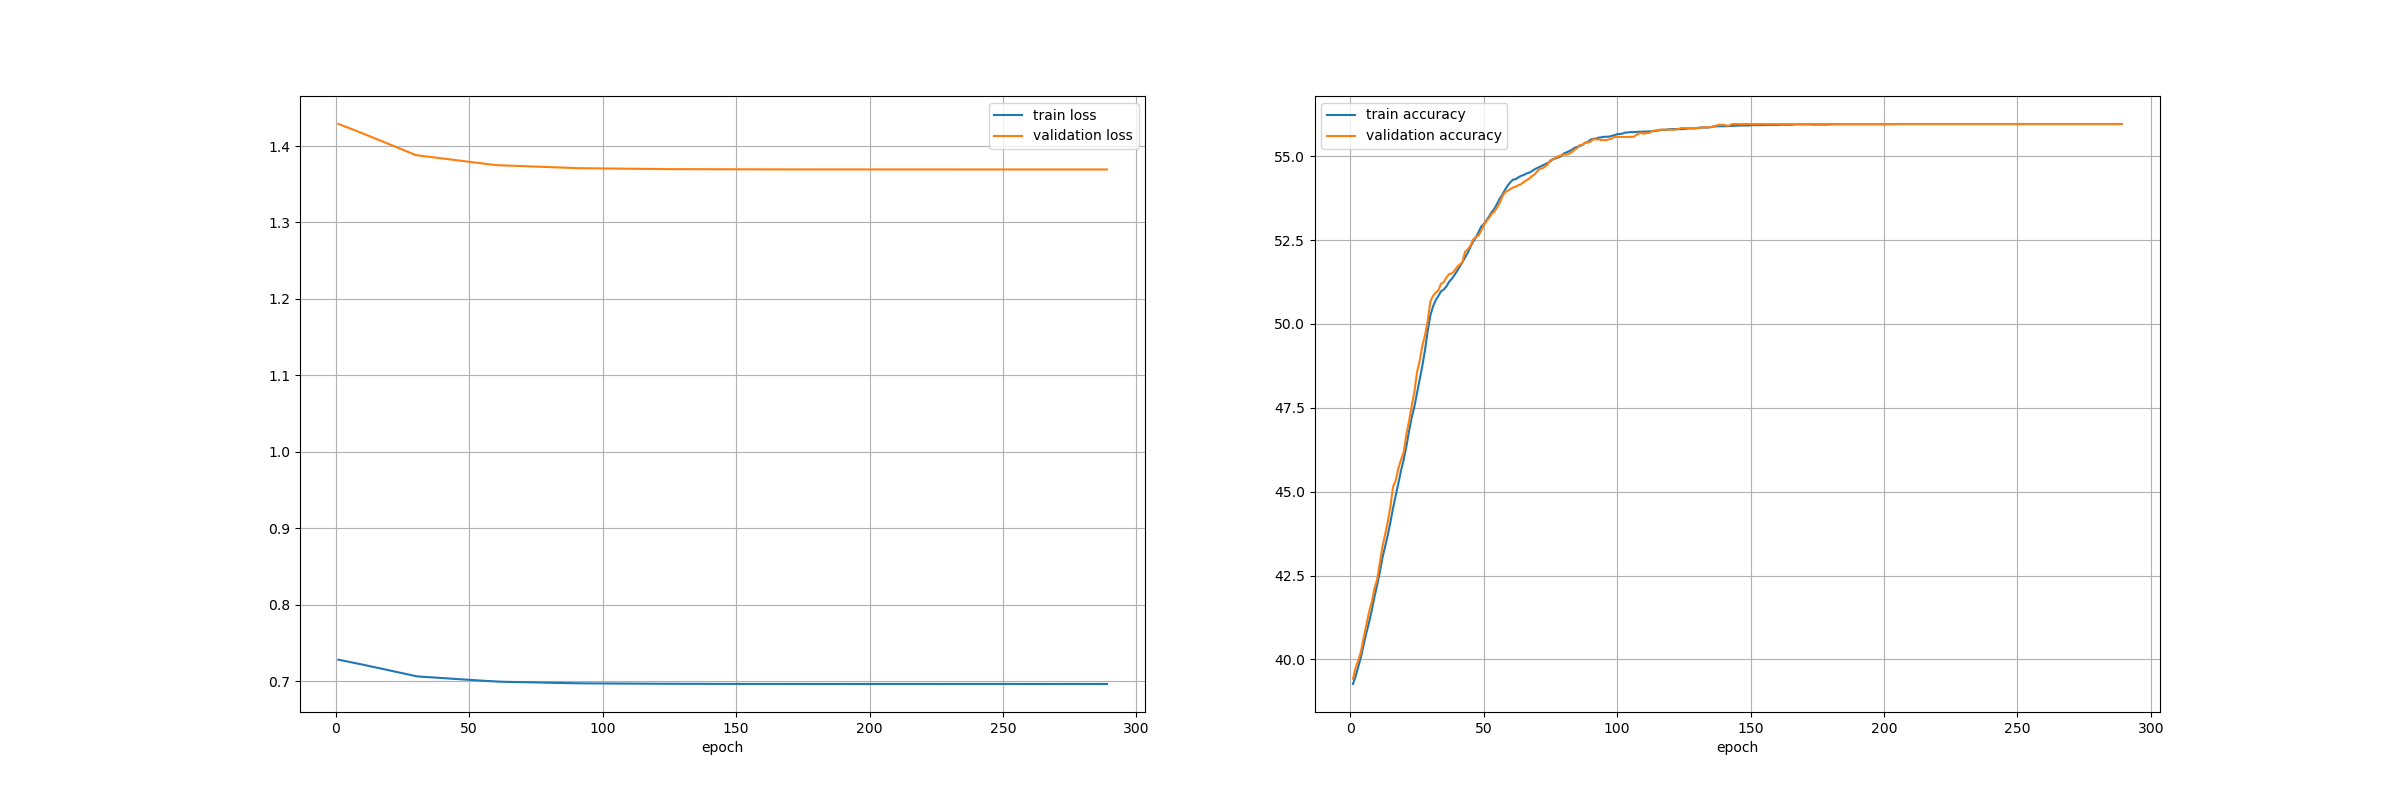 train loss
validation loss
1.4
1.3
1.2
1.1
1.0
0.9
0.8
0.7
0 50 100 150 200 250 300
epoch
train accuracy
validation accuracy
55.0
52.5
50.0
47.5
45.0
42.5
40.0
0 50 100 150 200 250 300
epoch